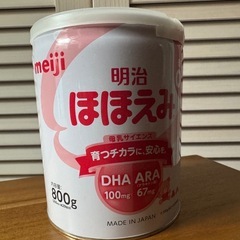 meiji
明治
ほほえみ
母乳サイエンス
育つチカラに、安心を。
DHA ARA
100mg 67mg
800g
MADE IN JAPAN